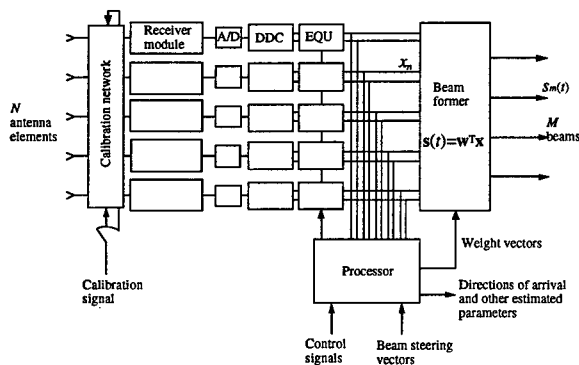 Receiver
module
A/D
DDC
EQU
N
antenna
elements
Calibration network
xn
Beam
former
s(t)=wTx
Sm(t)
M
beams
Calibration
signal
Processor
Weight vectors
Directions of arrival
and other estimated
parameters
Control
signals
Beam steering
vectors